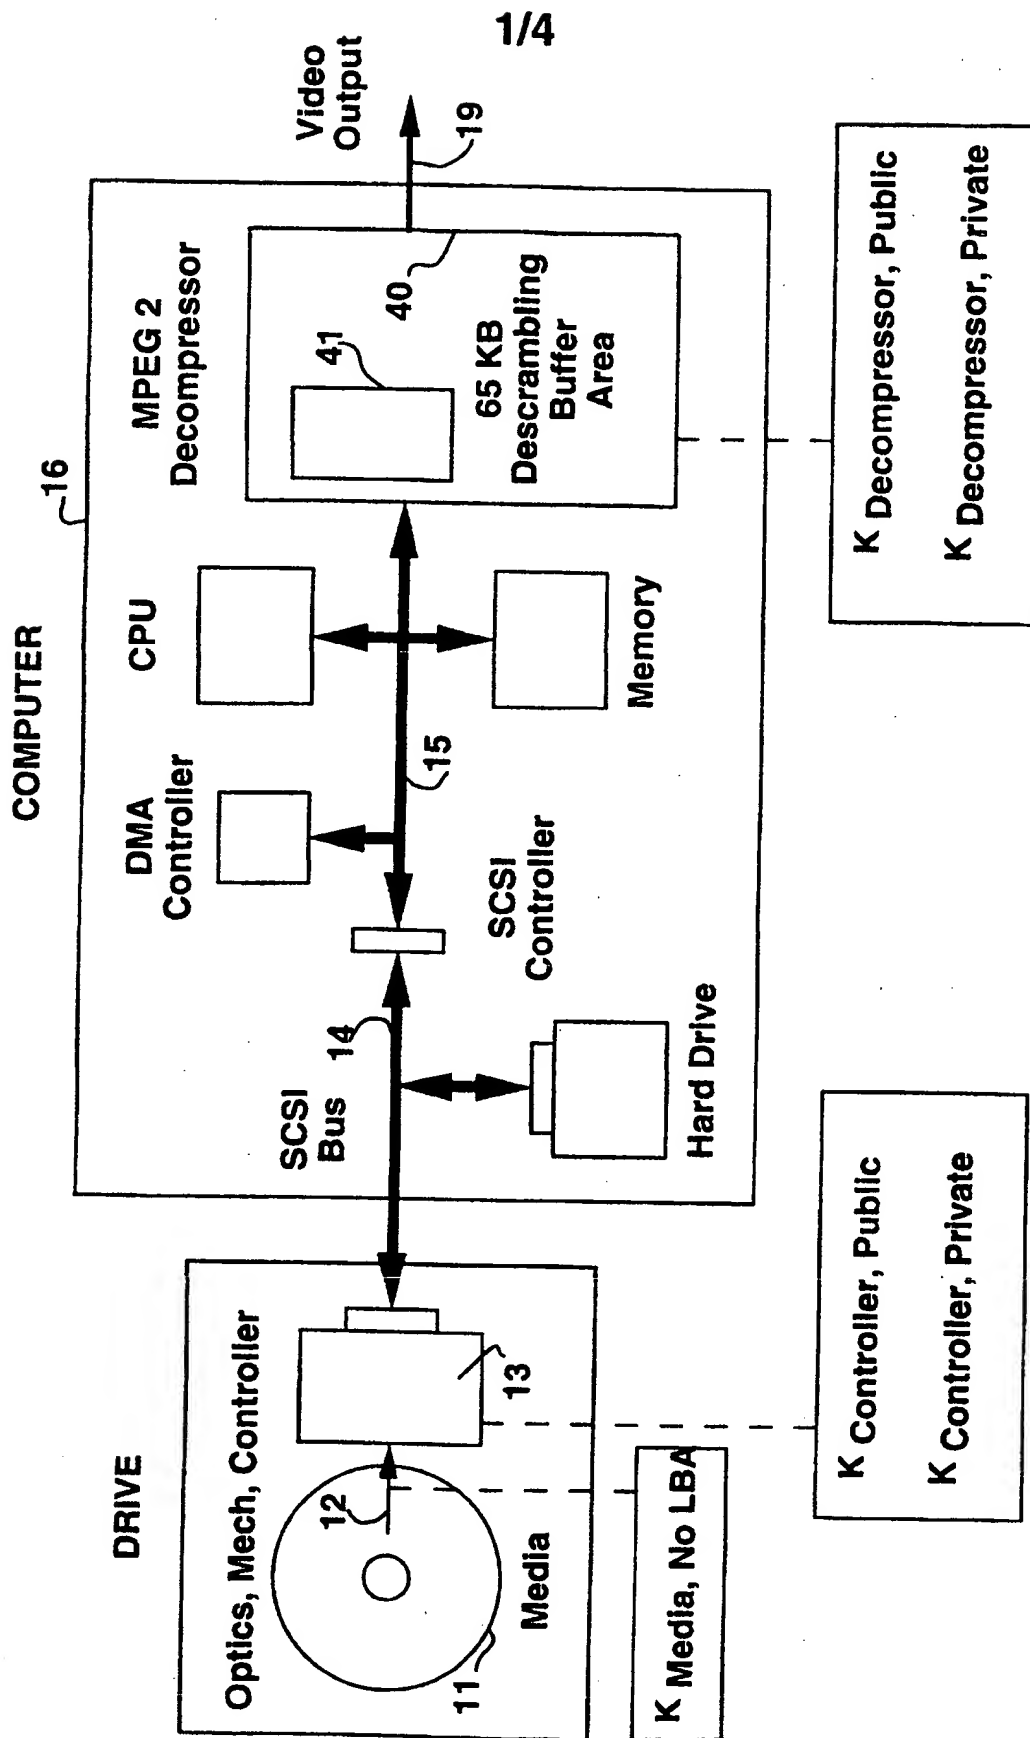 1/4
DRIVE
Optics, Mech, Controller
12
13
11
Media
K Media, No LBA
K Controller, Public
K Controller, Private
COMPUTER
16
SCSI
Bus
14
Hard Drive
SCSI
Controller
DMA
Controller
15
CPU
Memory
MPEG 2
Decompressor
41
40
65 KB
Descrambling
Buffer
Area
Video
Output
19
K Decompressor, Public
K Decompressor, Private